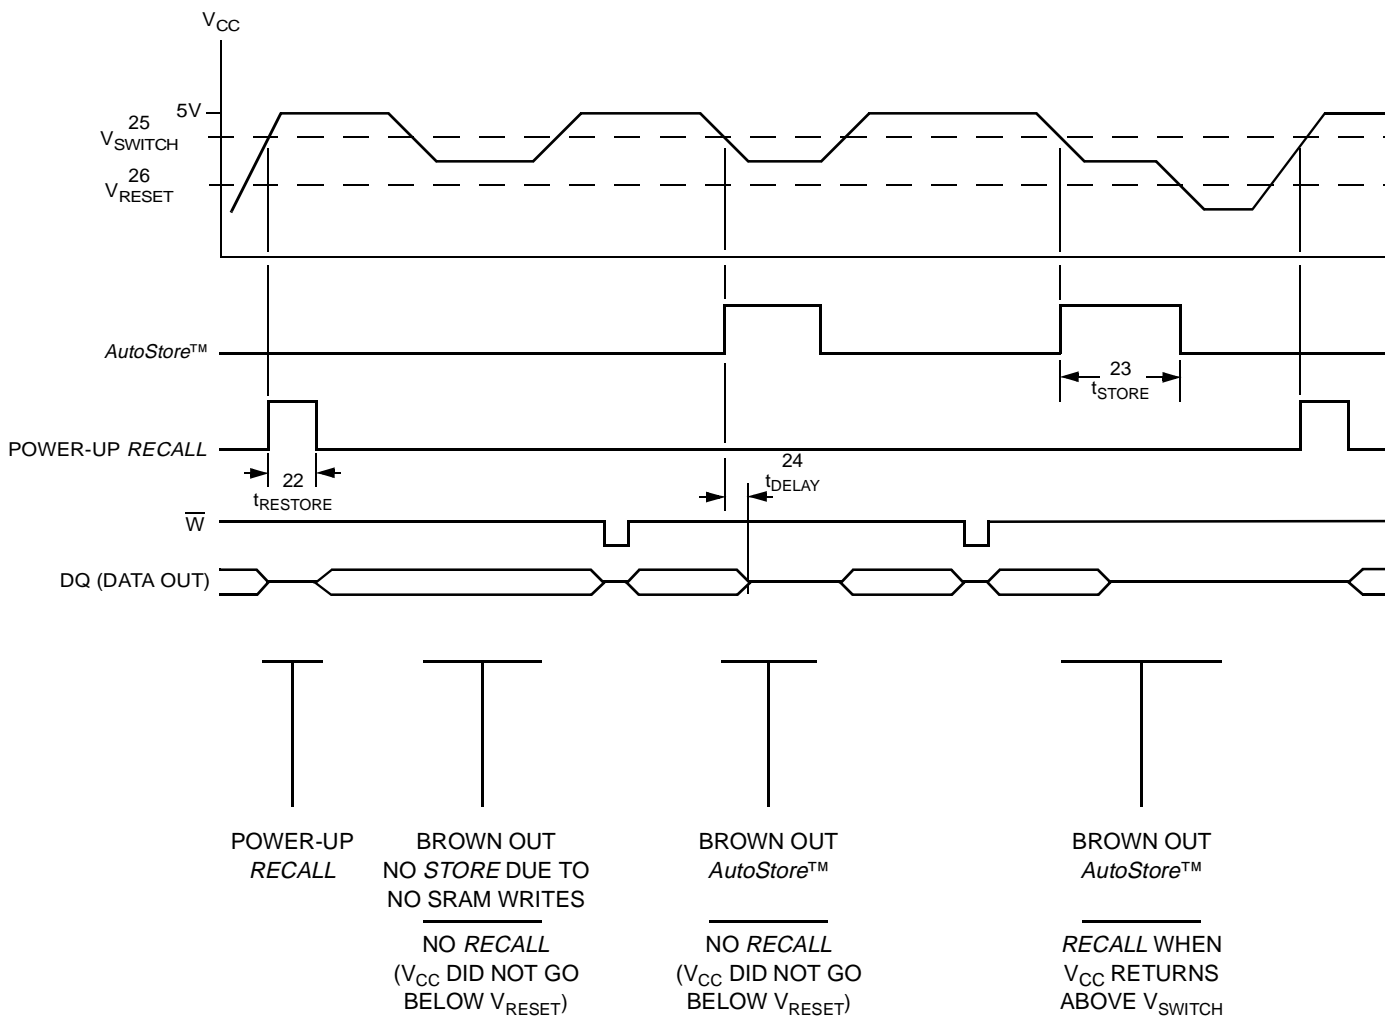 VCC
5V
25
VSWITCH
26
VRESET
AutoStore™
23
tSTORE
POWER-UP RECALL
22
tRESTORE
24
tDELAY
W
DQ (DATA OUT)
POWER-UP
RECALL
BROWN OUT
NO STORE DUE TO
NO SRAM WRITES
NO RECALL
(VCC DID NOT GO
BELOW VRESET)
BROWN OUT
AutoStore™
NO RECALL
(VCC DID NOT GO
BELOW VRESET)
BROWN OUT
AutoStore™
RECALL WHEN
VCC RETURNS
ABOVE VSWITCH